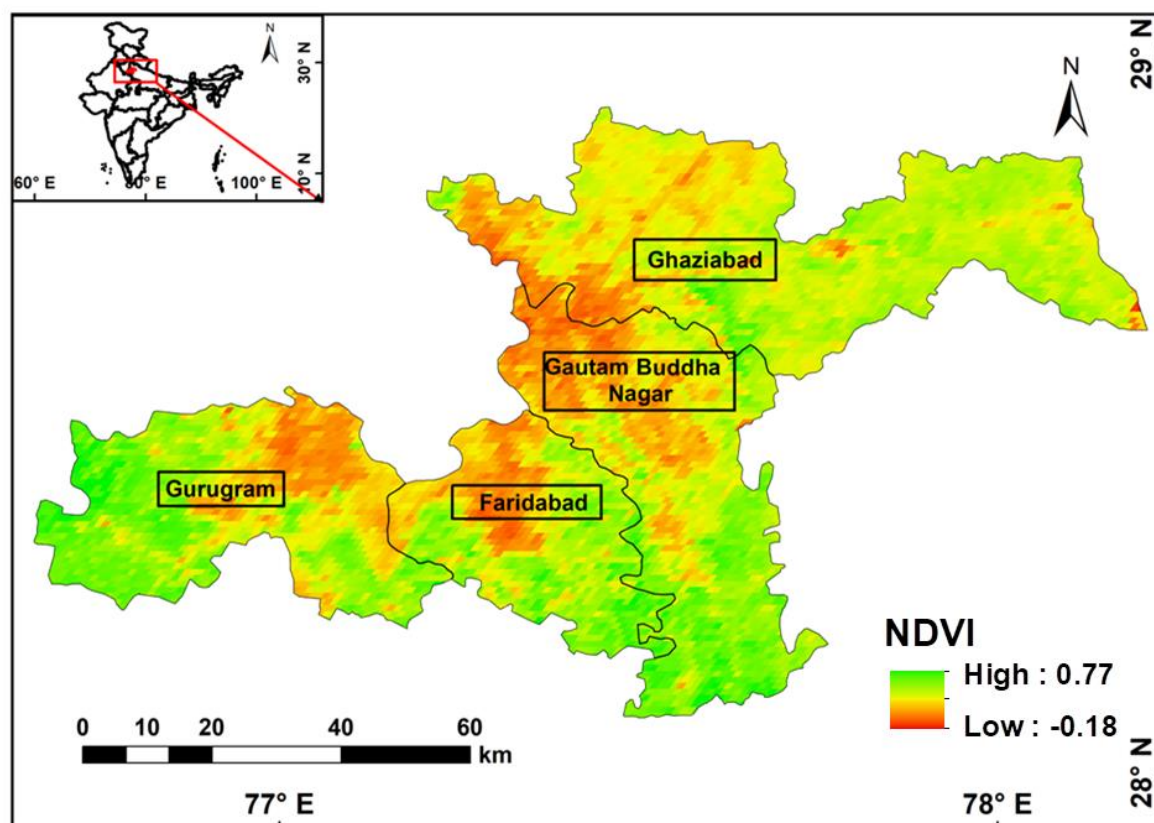 N
30° N
10° N
60° E
80° E
100° E
29° N
N
Ghaziabad
Gautam Buddha
Nagar
Gurugram
Faridabad
NDVI
High : 0.77
Low : -0.18
0 10 20 40 60
km
28° N
77° E
78° E